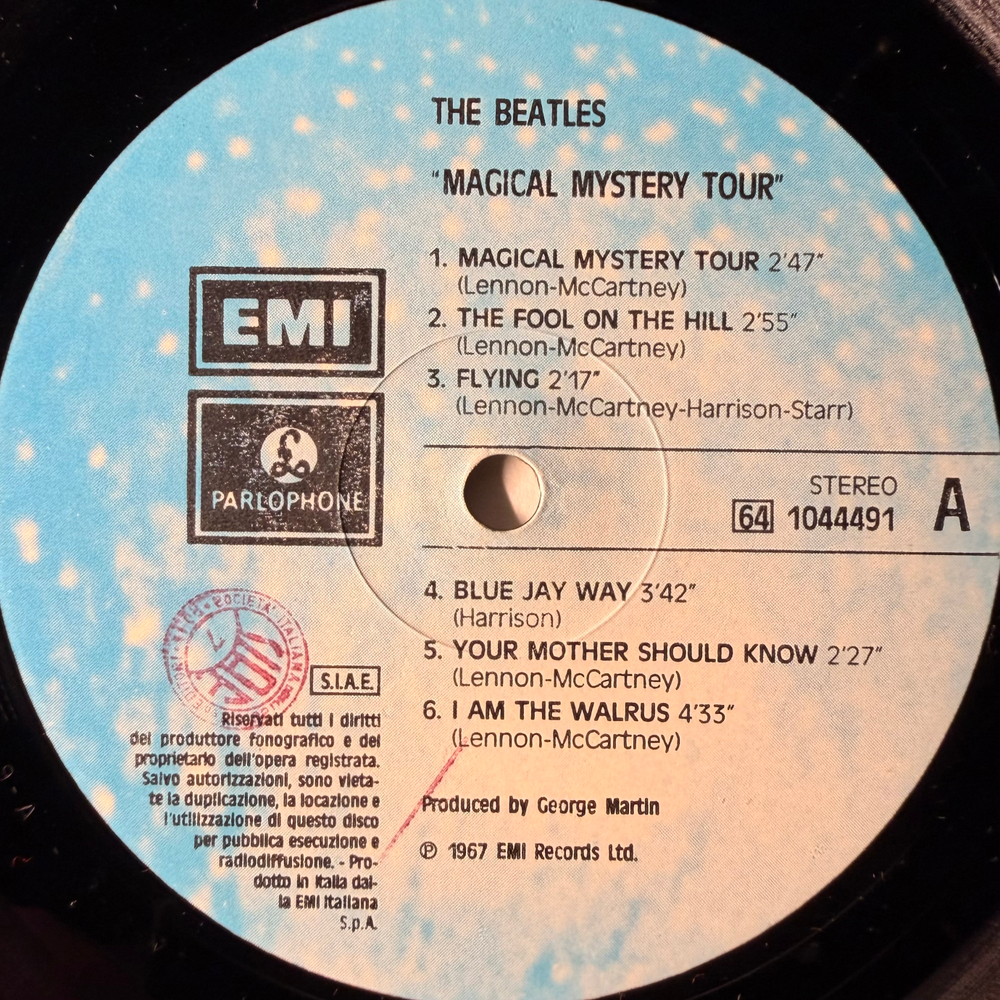 THE BEATLES
"MAGICAL MYSTERY TOUR"
1. MAGICAL MYSTERY TOUR 2'47"
(Lennon-McCartney)
2. THE FOOL ON THE HILL 2'55"
(Lennon-McCartney)
3. FLYING 2'17"
(Lennon-McCartney-Harrison-Starr)
EMI
£
PARLOPHONE
STEREO
64 1044491
A
4. BLUE JAY WAY 3'42"
(Harrison)
5. YOUR MOTHER SHOULD KNOW 2'27"
(Lennon-McCartney)
6. I AM THE WALRUS 4'33"
(Lennon-McCartney)
Produced by George Martin
℗ 1967 EMI Records Ltd.
SOCIETA' ITALIANA
S.I.A.E.
Riservati tutti i diritti
del produttore fonografico e del
proprietario dell'opera registrata.
Salvo autorizzazioni, sono vieta-
te la duplicazione, la locazione e
l'utilizzazione di questo disco
per pubblica esecuzione e
radiodiffusione. - Pro-
dotto in Italia dal-
la EMI Italiana
S.p.A.